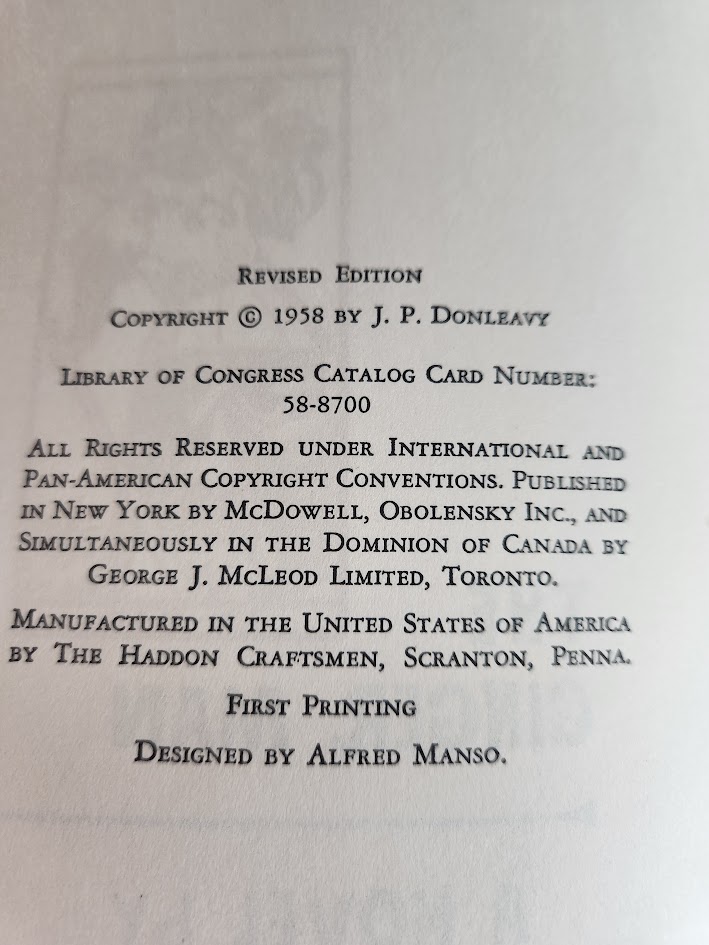 Revised Edition
Copyright © 1958 by J. P. Donleavy
Library of Congress Catalog Card Number:
58-8700
All Rights Reserved under International and
Pan-American Copyright Conventions. Published
in New York by McDowell, Obolensky Inc., and
Simultaneously in the Dominion of Canada by
George J. McLeod Limited, Toronto.
Manufactured in the United States of America
by The Haddon Craftsmen, Scranton, Penna.
First Printing
Designed by Alfred Manso.